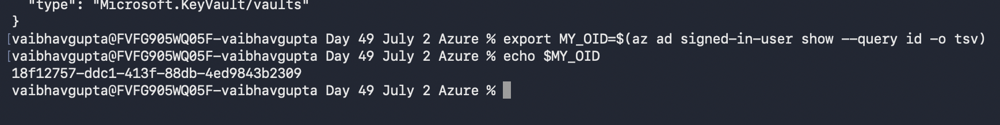 "type": "Microsoft.KeyVault/vaults"
}
[vaibhavgupta@FVFG905WQ05F-vaibhavgupta Day 49 July 2 Azure % export MY_OID=$(az ad signed-in-user show --query id -o tsv)
[vaibhavgupta@FVFG905WQ05F-vaibhavgupta Day 49 July 2 Azure % echo $MY_OID
18f12757-ddc1-413f-88db-4ed9843b2309
vaibhavgupta@FVFG905WQ05F-vaibhavgupta Day 49 July 2 Azure %